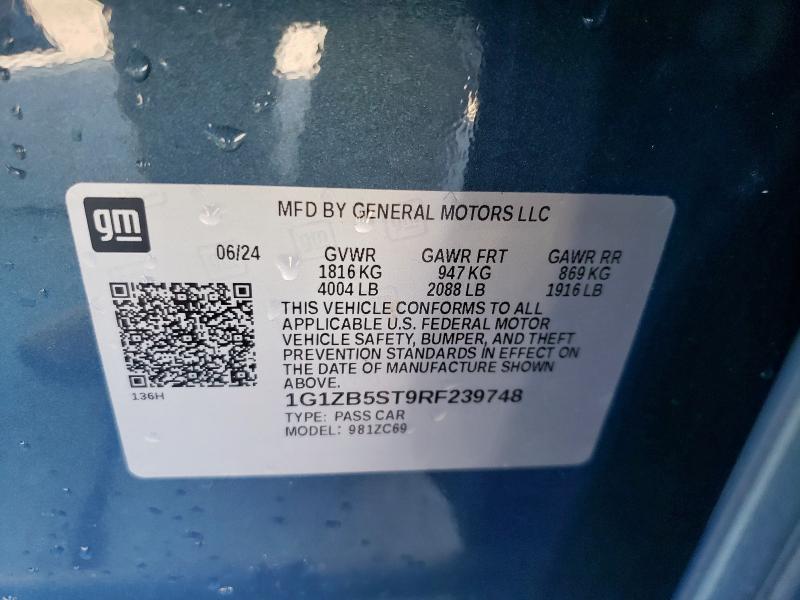 gm
MFD BY GENERAL MOTORS LLC
06/24 GVWR GAWR FRT GAWR RR
1816 KG 947 KG 869 KG
4004 LB 2088 LB 1916 LB
THIS VEHICLE CONFORMS TO ALL
APPLICABLE U.S. FEDERAL MOTOR
VEHICLE SAFETY, BUMPER, AND THEFT
PREVENTION STANDARDS IN EFFECT ON
THE DATE OF MANUFACTURE SHOWN
ABOVE.
136H
1G1ZB5ST9RF239748
TYPE: PASS CAR
MODEL: 981ZC69